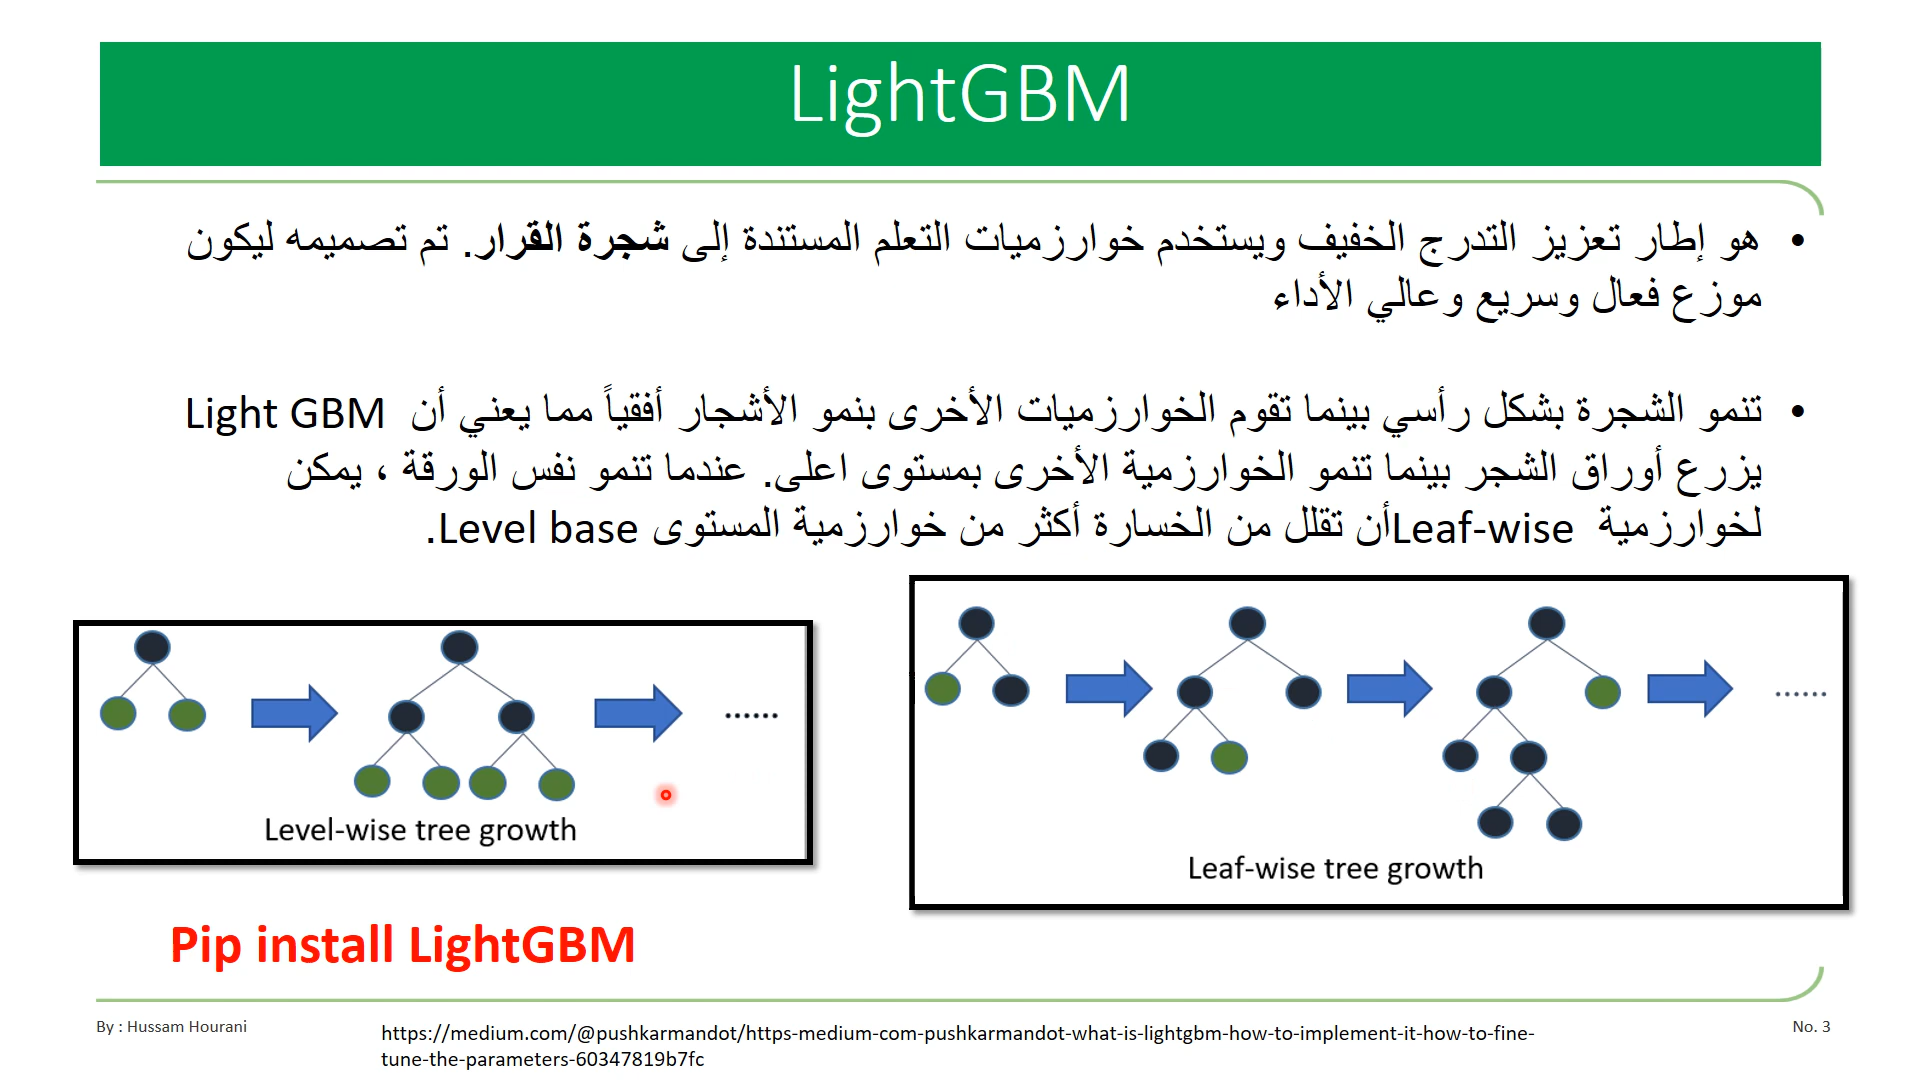 LightGBM
هو إطار تعزيز التدرج الخفيف ويستخدم خوارزميات التعلم المستندة إلى شجرة القرار. تم تصميمه ليكون
موزع فعال وسريع وعالي الأداء
تنمو الشجرة بشكل رأسي بينما تقوم الخوارزميات الأخرى بنمو الأشجار أفقياً مما يعني أن Light GBM
يزرع أوراق الشجر بينما تنمو الخوارزمية الأخرى بمستوى اعلى. عندما تنمو نفس الورقة ، يمكن
لخوارزمية Leaf-wise أن تقلل من الخسارة أكثر من خوارزمية المستوى Level base.
......
Level-wise tree growth
......
Leaf-wise tree growth
Pip install LightGBM
By : Hussam Hourani
https://medium.com/@pushkarmandot/https-medium-com-pushkarmandot-what-is-lightgbm-how-to-implement-it-how-to-fine-
tune-the-parameters-60347819b7fc
No. 3